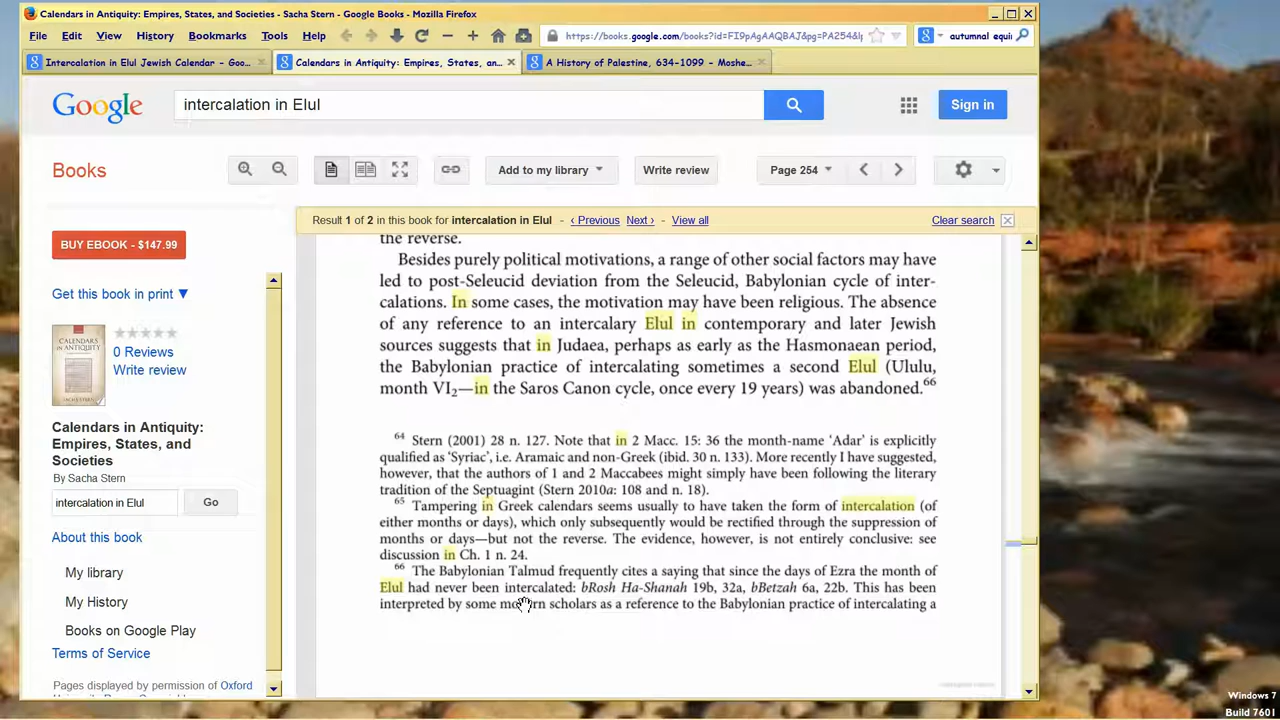 Calendars in Antiquity: Empires, States, and Societies - Sacha Stern - Google Books - Mozilla Firefox
File Edit View History Bookmarks Tools Help https://books.google.com/books?id=FI9pAgAAQBAJ&pg=PA254&l autumnal equi
Intercalation in Elul Jewish Calendar - Goo... Calendars in Antiquity: Empires, States, an... A History of Palestine, 634-1099 - Moshe...
Google intercalation in Elul Sign in
Books Add to my library Write review Page 254
Result 1 of 2 in this book for intercalation in Elul - ‹ Previous Next › - View all Clear search
BUY EBOOK - $147.99
Get this book in print ▼
0 Reviews
Write review
CALENDARS
IN ANTIQUITY
SACHA STERN
Calendars in Antiquity:
Empires, States, and
Societies
By Sacha Stern
intercalation in Elul Go
About this book
My library
My History
Books on Google Play
Terms of Service
Pages displayed by permission of Oxford
the reverse.
Besides purely political motivations, a range of other social factors may have
led to post-Seleucid deviation from the Seleucid, Babylonian cycle of inter-
calations. In some cases, the motivation may have been religious. The absence
of any reference to an intercalary Elul in contemporary and later Jewish
sources suggests that in Judaea, perhaps as early as the Hasmonaean period,
the Babylonian practice of intercalating sometimes a second Elul (Ululu,
month VI₂—in the Saros Canon cycle, once every 19 years) was abandoned.⁶⁶
⁶⁴ Stern (2001) 28 n. 127. Note that in 2 Macc. 15: 36 the month-name 'Adar' is explicitly
qualified as 'Syriac', i.e. Aramaic and non-Greek (ibid. 30 n. 133). More recently I have suggested,
however, that the authors of 1 and 2 Maccabees might simply have been following the literary
tradition of the Septuagint (Stern 2010a: 108 and n. 18).
⁶⁵ Tampering in Greek calendars seems usually to have taken the form of intercalation (of
either months or days), which only subsequently would be rectified through the suppression of
months or days—but not the reverse. The evidence, however, is not entirely conclusive: see
discussion in Ch. 1 n. 24.
⁶⁶ The Babylonian Talmud frequently cites a saying that since the days of Ezra the month of
Elul had never been intercalated: bRosh Ha-Shanah 19b, 32a, bBetzah 6a, 22b. This has been
interpreted by some modern scholars as a reference to the Babylonian practice of intercalating a
Windows 7
Build 7601